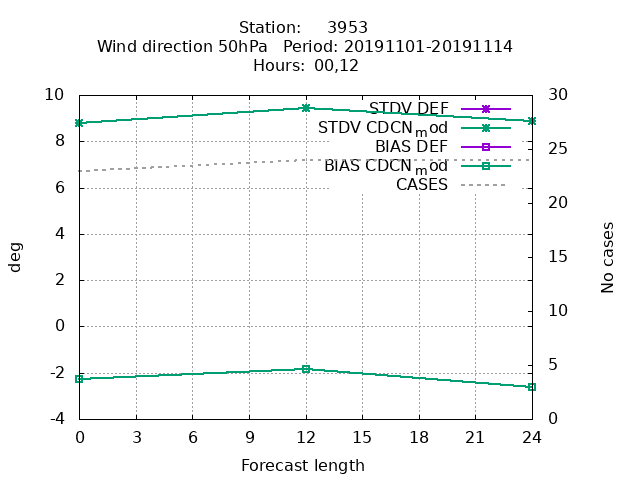 Station: 3953
Wind direction 50hPa Period: 20191101-20191114
Hours: 00,12
10
8
6
4
2
0
-2
-4
30
25
20
15
10
5
0
STDV DEF
STDV CDCN_mod
BIAS DEF
BIAS CDCN_mod
CASES
deg
No cases
0 3 6 9 12 15 18 21 24
Forecast length